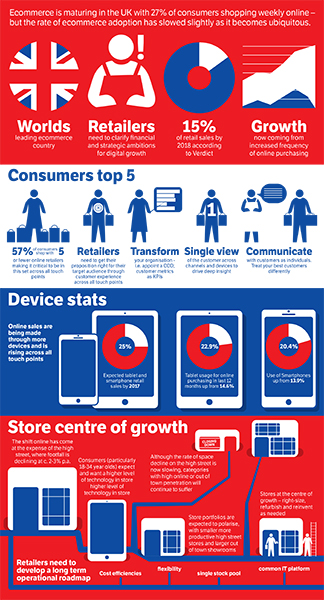 Ecommerce is maturing in the UK with 27% of consumers shopping weekly online –
but the rate of ecommerce adoption has slowed slightly as it becomes ubiquitous.
Worlds
leading ecommerce
country
Retailers
need to clarify financial
and strategic ambitions
for digital growth
15%
of retail sales by
2018 according
to Verdict
Growth
now coming from
increased frequency
of online purchasing
Consumers top 5
57% of consumers
shop with 5
or fewer online retailers
making it critical to be in
this set across all touch
points
Retailers
need to get their
proposition right for their
target audience through
customer experience
across all touch points
Transform
your organisation -
i.e. appoint a CCO,
customer metrics
as KPIs
1
Single view
of the customer across
channels and devices to
drive deep insight
Communicate
with customers as individuals.
Treat your best customers
differently
Device stats
Online sales are
being made
through more
devices and is
rising across all
touch points
25%
Expected tablet and
smartphone retail
sales by 2017
22.9%
Tablet usage for online
purchasing in last 12
months up from 14.6%
20.4%
Use of Smartphones
up from 13.9%
Store centre of growth
The shift online has
come at the
expense of the high
street, where footfall
is declining at c. 2-3% p.a.
Consumers (particularly
18-34 year olds) expect
and want a higher level
of technology in store
higher level of
technology in store
CLOSING
DOWN
Although the rate of space
decline on the high street is
now slowing, categories
with high online or out of
town penetration will
continue to suffer
Store portfolios are
expected to polarise,
with smaller more
productive high street
stores and larger out
of town showrooms
Stores at the centre of
growth – right-size,
refurbish and reinvent
as needed
Retailers need to
develop a long term
operational roadmap
Cost efficiencies
flexibility
single stock pool
common IT platform